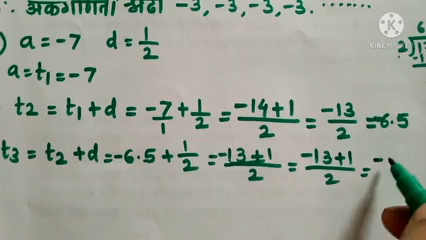 ∴ अंकगणिती श्रेढी -3, -3, -3, -3. ........
) a = -7   d = 1/2
a = t₁ = -7
t2 = t₁ + d = -7/1 + 1/2 = -14+1/2 = -13/2 = -6.5
t3 = t2 + d = -6.5 + 1/2 = -13+1/2 = -13+1/2 = -
KINEMASTER